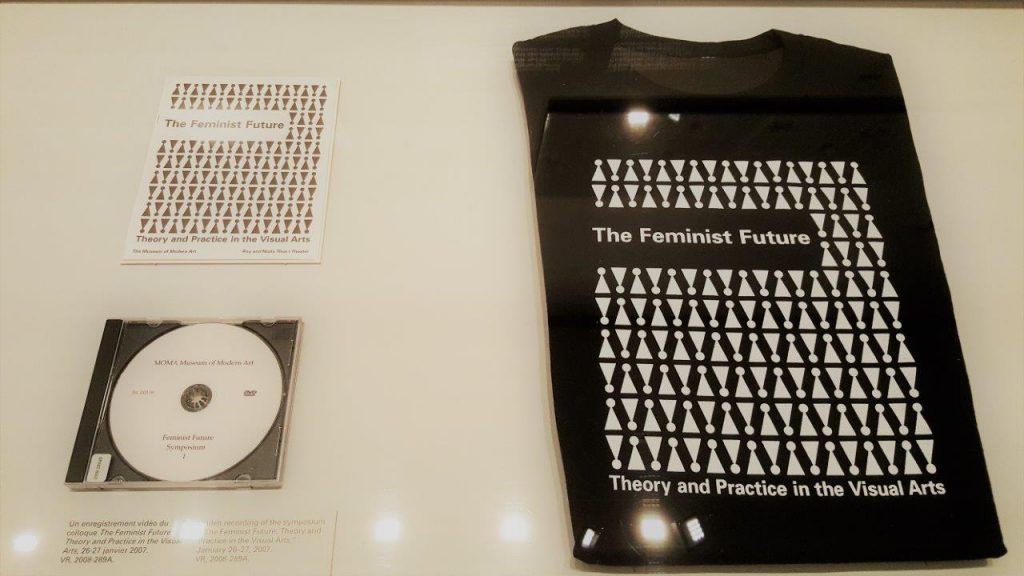 The Feminist Future
Theory and Practice in the Visual Arts
The Museum of Modern Art
Roy and Niuta Titus I Theater
MOMA Museum of Modern Art
DVD
Feminist Future
Symposium
1
Un enregistrement vidéo du
colloque The Feminist Future
Theory and Practice in the Visual
Arts, 26-27 janvier 2007.
VR, 2008-289A.
recording of the symposium
"The Feminist Future: Theory and
Practice in the Visual Arts,"
January 26-27, 2007.
VR, 2008-289A.
The Feminist Future
Theory and Practice in the Visual Arts